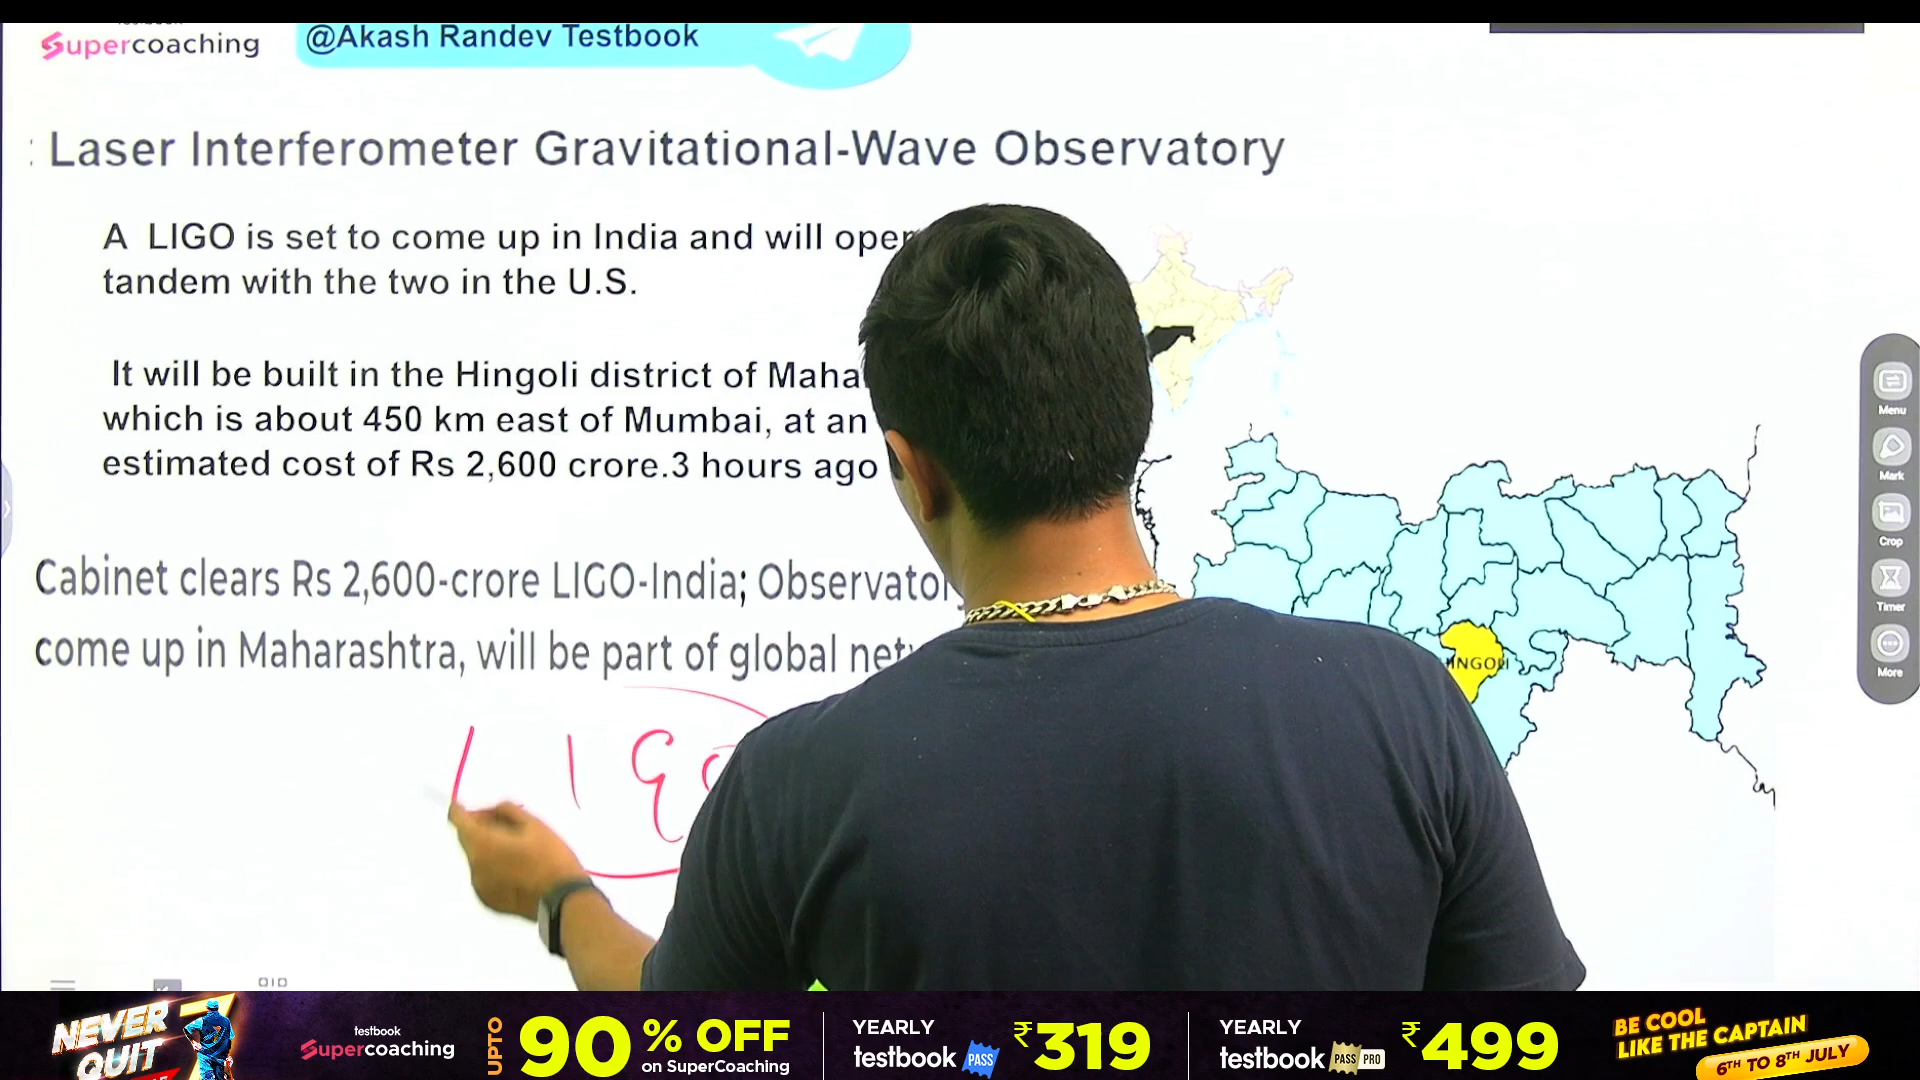 Supercoaching
@Akash Randev Testbook
: Laser Interferometer Gravitational-Wave Observatory
A LIGO is set to come up in India and will oper
tandem with the two in the U.S.
It will be built in the Hingoli district of Maha
which is about 450 km east of Mumbai, at an
estimated cost of Rs 2,600 crore.3 hours ago
Cabinet clears Rs 2,600-crore LIGO-India; Observator
come up in Maharashtra, will be part of global net
HINGOLI
LIGO
Menu
Mark
Crop
Timer
More
NEVER
QUIT
testbook
Supercoaching
UPTO
90% OFF
on SuperCoaching
YEARLY
testbook PASS
₹319
YEARLY
testbook PASS PRO
₹499
BE COOL
LIKE THE CAPTAIN
6TH TO 8TH JULY